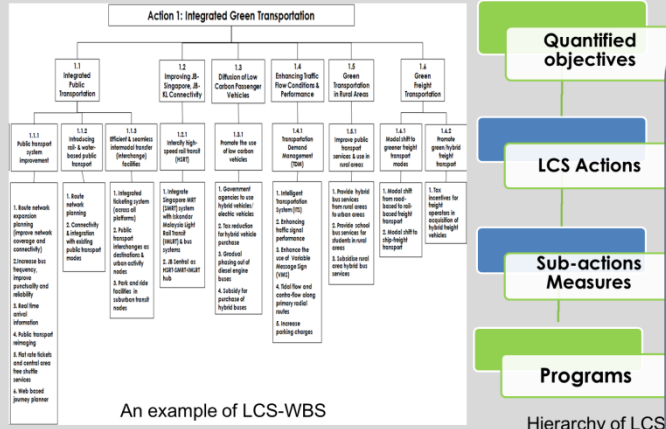 Action 1: Integrated Green Transportation
1.1
Integrated
Public
Transportation
1.2
Improving JB-
Singapore, JB-
KL Connectivity
1.3
Diffusion of Low
Carbon Passenger
Vehicles
1.4
Enhancing Traffic
Flow Conditions &
Performance
1.5
Green
Transportation
in Rural Areas
1.6
Green
Freight
Transportation
1.1.1
Public transport
system
improvement
1.1.2
Introducing
rail- & water-
based public
transport
1.1.3
Efficient & seamless
intermodal transfer
(interchange)
facilities
1.2.1
Intercity high-
speed rail transit
(HSRT)
1.3.1
Promote the use
of low carbon
vehicles
1.4.1
Transportation
Demand
Management
(TDM)
1.5.1
Improve public
transport
services & use in
rural areas
1.6.1
Modal shift to
greener freight
transport modes
1.6.2
Promote
green hybrid
freight
transport
1. Route network
expansion planning
(improve network
coverage and
connectivity)
2.Increase bus
frequency,
improve
punctually and
reliability
3. Real time
arrival
information
4. Public transport
reimaging
5. Flat rate tickets
and central area
free shuttle
services
6. Web based
journey planner
1. Route
network
planning
2. Connectivity
& integration
with existing
public transport
modes
1. Integrated
ticketing system
(across all
platforms)
2. Public
transport
interchanges as
destinations &
urban activity
nodes
3. Park and ride
facilities in
suburban transit
nodes
1. Integrate
Singapore MRT
(SMRT) system
with Iskandar
Malaysia Light
Rail Transit
(IMLRT) & bus
systems
2. JB Sentral as
HSRT-SMRT-IMLRT
hub
1. Government
agencies to use
hybrid vehicles/
electric vehicles
2. Tax reduction
for hybrid vehicle
purchase
3. Gradual
phasing out of
diesel engine
buses
4. Subsidy for
purchase of
hybrid buses
1. Intelligent
Transportation
System (ITS)
2. Enhancing
traffic signal
performance
3. Enhance the
use of Variable
Message Sign
(VMS)
4. Tidal flow and
contra-flow along
primary radial
routes
5. Increase
parking charges
1. Provide hybrid
bus services
from rural areas
to urban areas
2. Provide school
bus services for
students in rural
areas
3. Subsidise rural
area hybrid bus
services
1. Modal shift
from road-
based to rail-
based freight
transport
2. Modal shift to
ship-freight
transport
1. Tax
incentives for
freight
operators in
acquisition of
hybrid freight
vehicles
An example of LCS-WBS
Quantified
objectives
LCS Actions
Sub-actions
Measures
Programs
Hierarchy of LCS